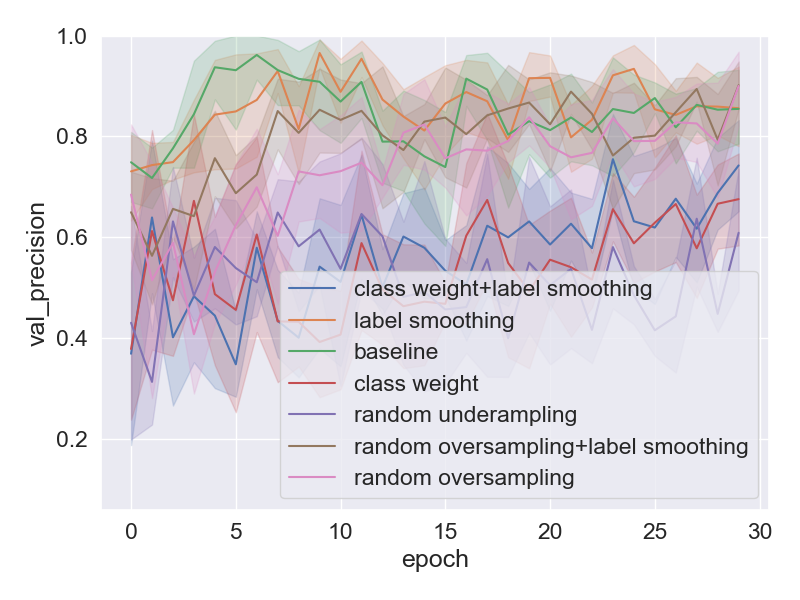 1.0
0.8
0.6
0.4
0.2
val_precision
class weight+label smoothing
label smoothing
baseline
class weight
random underampling
random oversampling+label smoothing
random oversampling
0 5 10 15 20 25 30
epoch